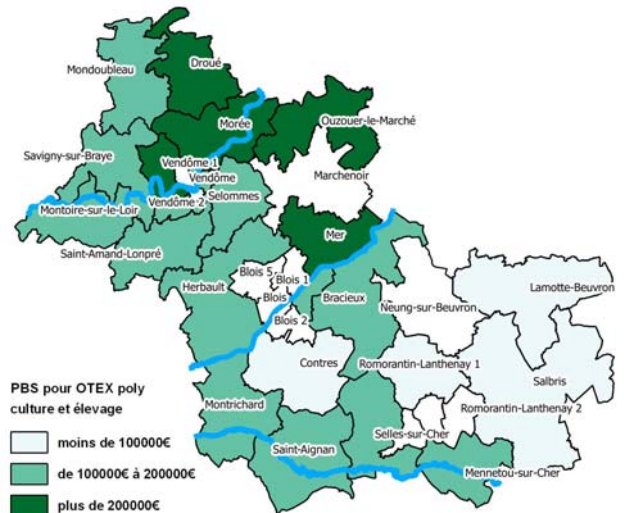 Mondoubleau
Droué
Morée
Ouzouer-le-Marché
Savigny-sur-Braye
Vendôme 1
Vendôme
Marchenoir
Selommes
Vendôme 2
Montoire-sur-le-Loir
Mer
Saint-Amand-Lonpré
Herbault
Blois 5
Blois 1
Blois
Bracieux
Blois 2
Neung-sur-Beuvron
Lamotte-Beuvron
Contres
Romorantin-Lanthenay 1
Salbris
Montrichard
Romorantin-Lanthenay 2
Selles-sur-Cher
Saint-Aignan
Mennetou-sur-Cher
PBS pour OTEX poly
culture et élevage
moins de 100000€
de 100000€ à 200000€
plus de 200000€